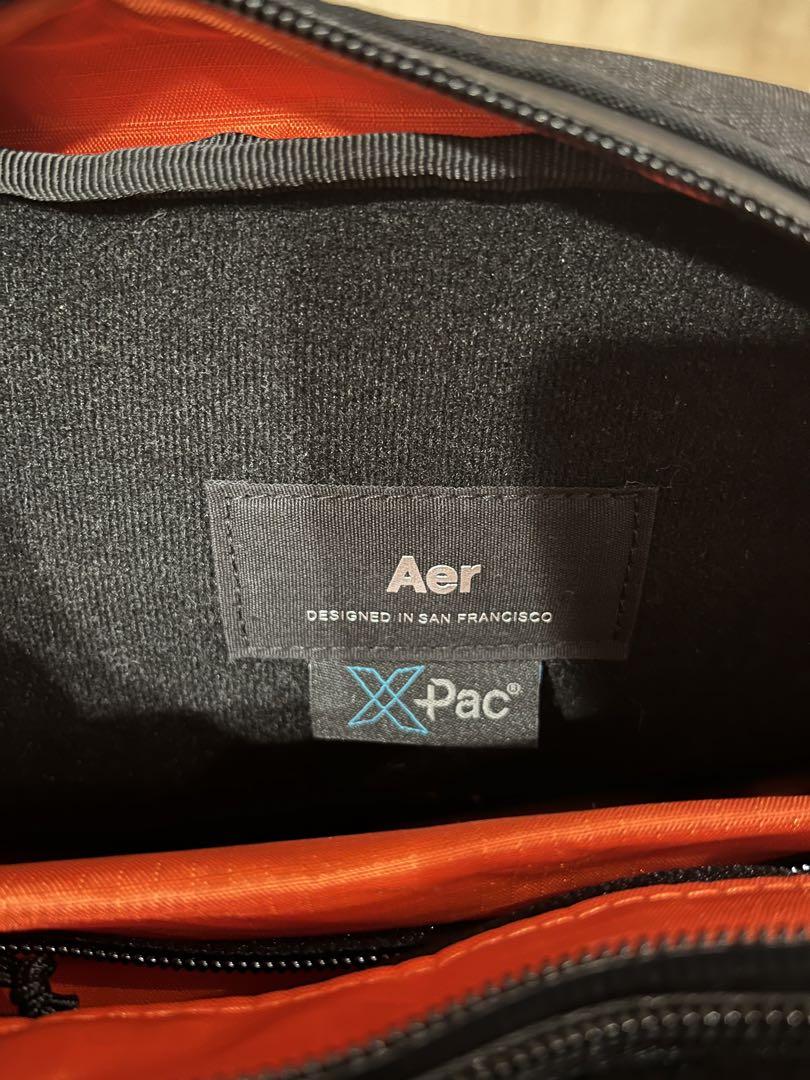 Aer
DESIGNED IN SAN FRANCISCO
X-Pac®